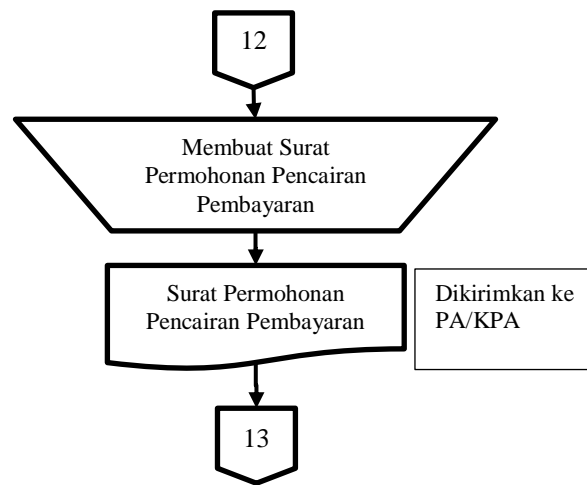 12
Membuat Surat
Permohonan Pencairan
Pembayaran
Surat Permohonan
Pencairan Pembayaran
Dikirimkan ke
PA/KPA
13